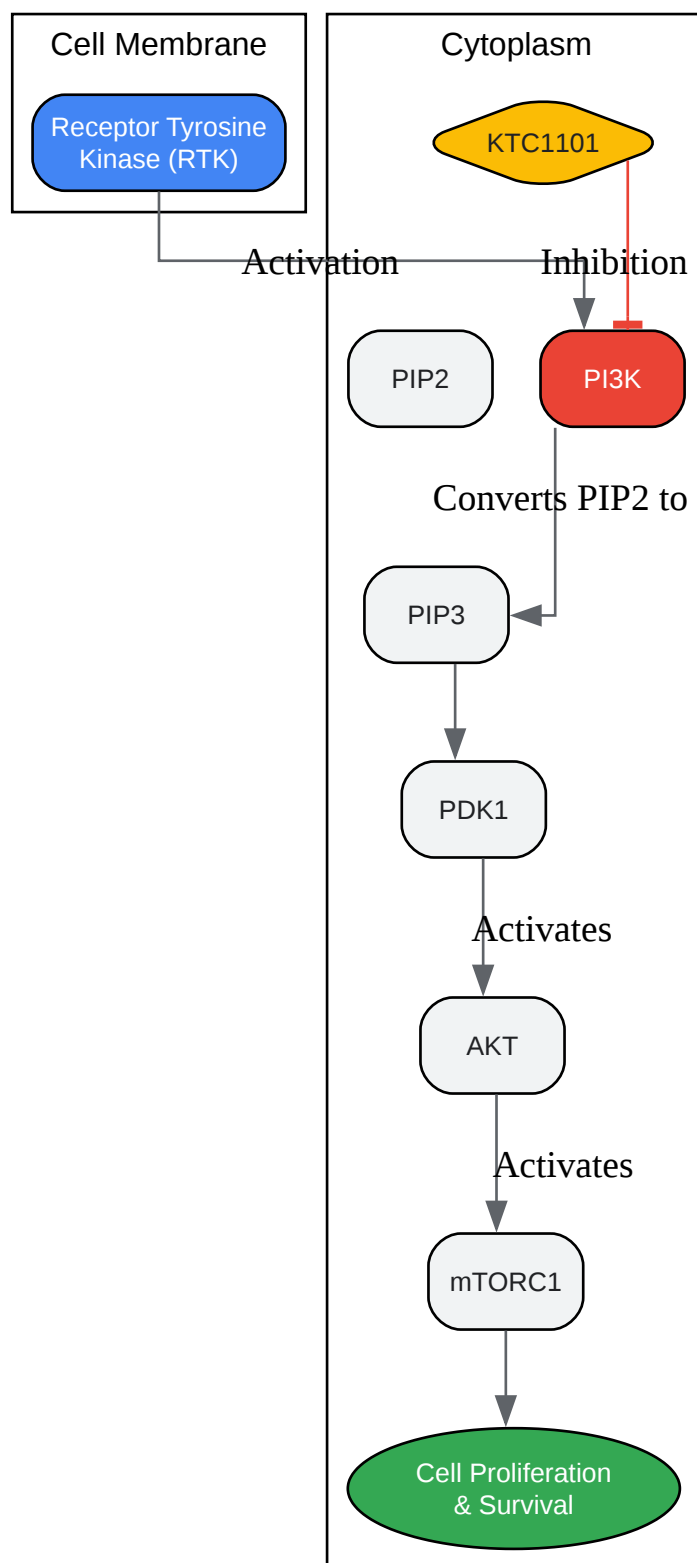 Cell Membrane
Cytoplasm
Receptor Tyrosine
Kinase (RTK)
KTC1101
Activation
Inhibition
PIP2
PI3K
Converts PIP2 to
PIP3
PDK1
Activates
AKT
Activates
mTORC1
Cell Proliferation
& Survival